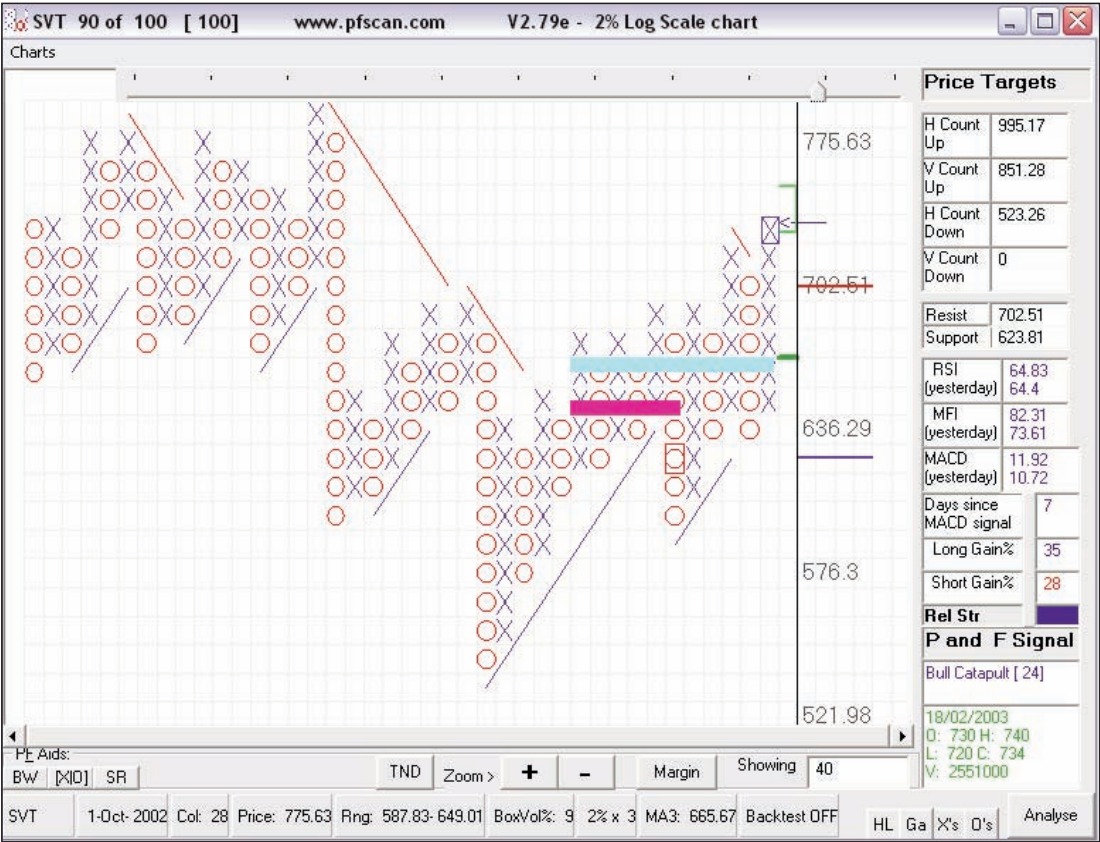 SVT 90 of 100 [ 100] www.pfscan.com V2.79e - 2% Log Scale chart
Charts
775.63
702.51
636.29
576.3
521.98
Price Targets
H Count Up 995.17
V Count Up 851.28
H Count Down 523.26
V Count Down 0
Resist 702.51
Support 623.81
RSI 64.83
(yesterday) 64.4
MFI 82.31
(yesterday) 73.61
MACD 11.92
(yesterday) 10.72
Days since 7
MACD signal
Long Gain% 35
Short Gain% 28
Rel Str
P and F Signal
Bull Catapult [ 24]
18/02/2003
O: 730 H: 740
L: 720 C: 734
V: 2551000
PF Aids:
BW [X|O] SR TND Zoom > + - Margin Showing 40
SVT 1-Oct-2002 Col: 28 Price: 775.63 Rng: 587.83-649.01 BoxVol%: 9 2% x 3 MA3: 665.67 Backtest OFF HL Ga X's O's Analyse